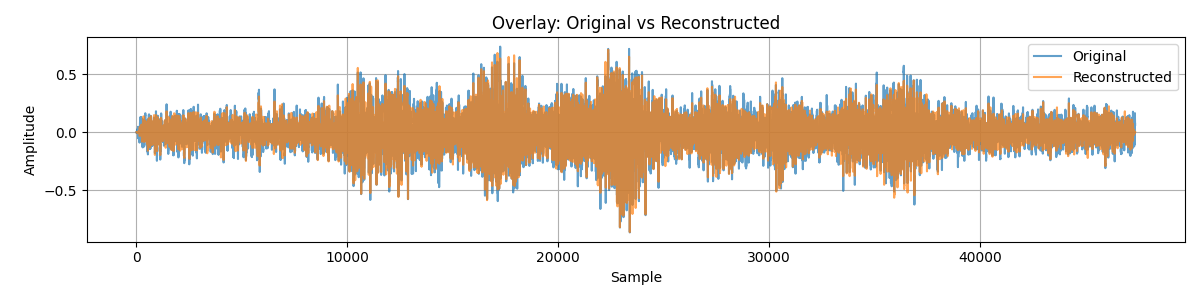 Overlay: Original vs Reconstructed
Original
Reconstructed
Amplitude
0.5
0.0
−0.5
0 10000 20000 30000 40000
Sample